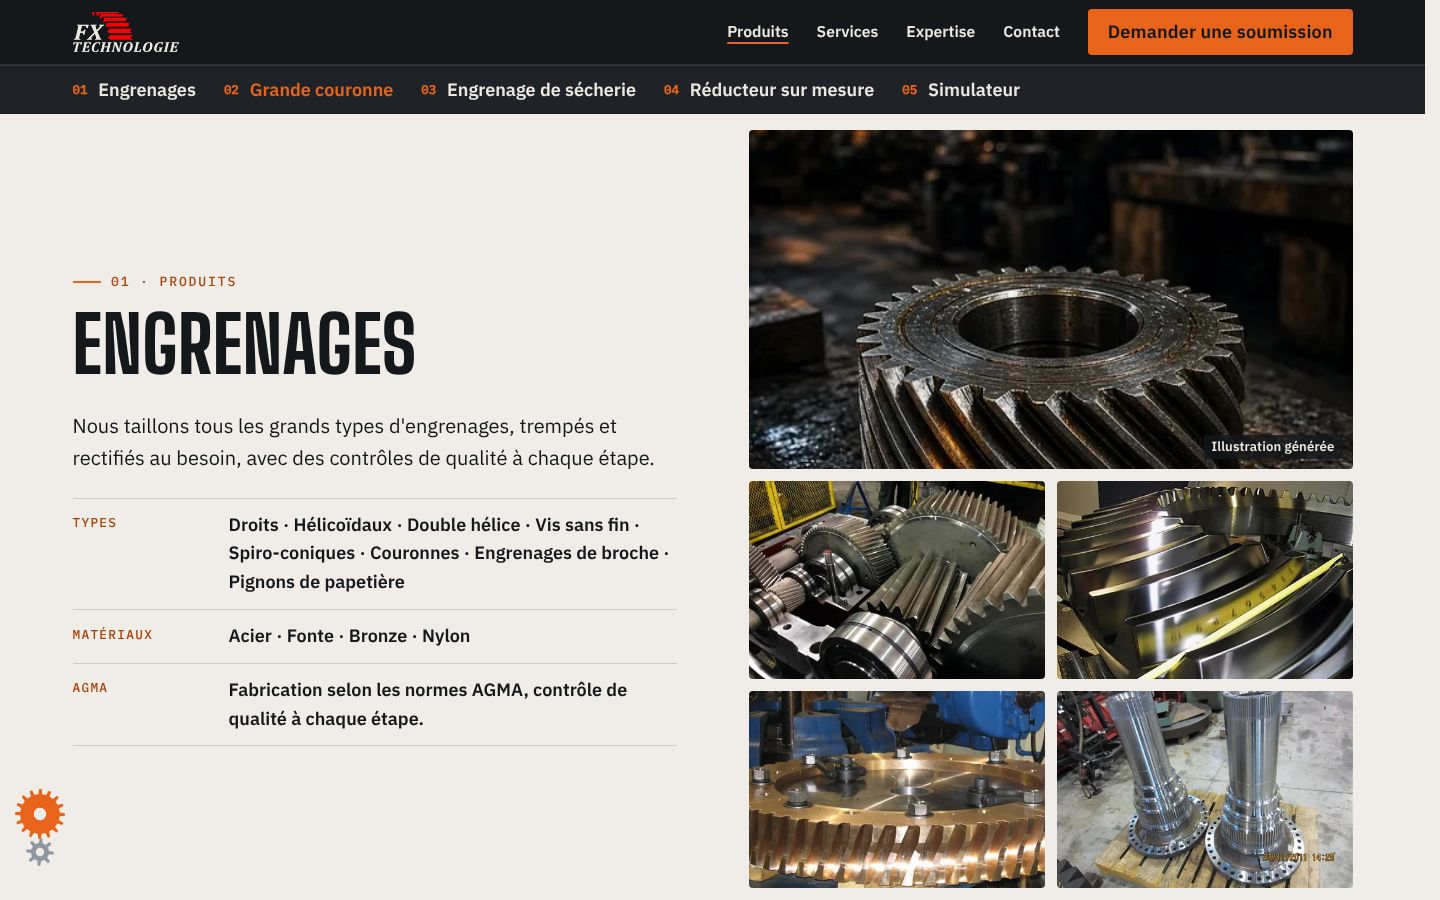 FX
TECHNOLOGIE
Produits
Services
Expertise
Contact
Demander une soumission
01 Engrenages
02 Grande couronne
03 Engrenage de sécherie
04 Réducteur sur mesure
05 Simulateur
01 · PRODUITS
ENGRENAGES
Nous taillons tous les grands types d'engrenages, trempés et
rectifiés au besoin, avec des contrôles de qualité à chaque étape.
TYPES
Droits · Hélicoïdaux · Double hélice · Vis sans fin ·
Spiro-coniques · Couronnes · Engrenages de broche ·
Pignons de papetière
MATÉRIAUX
Acier · Fonte · Bronze · Nylon
AGMA
Fabrication selon les normes AGMA, contrôle de
qualité à chaque étape.
Illustration générée